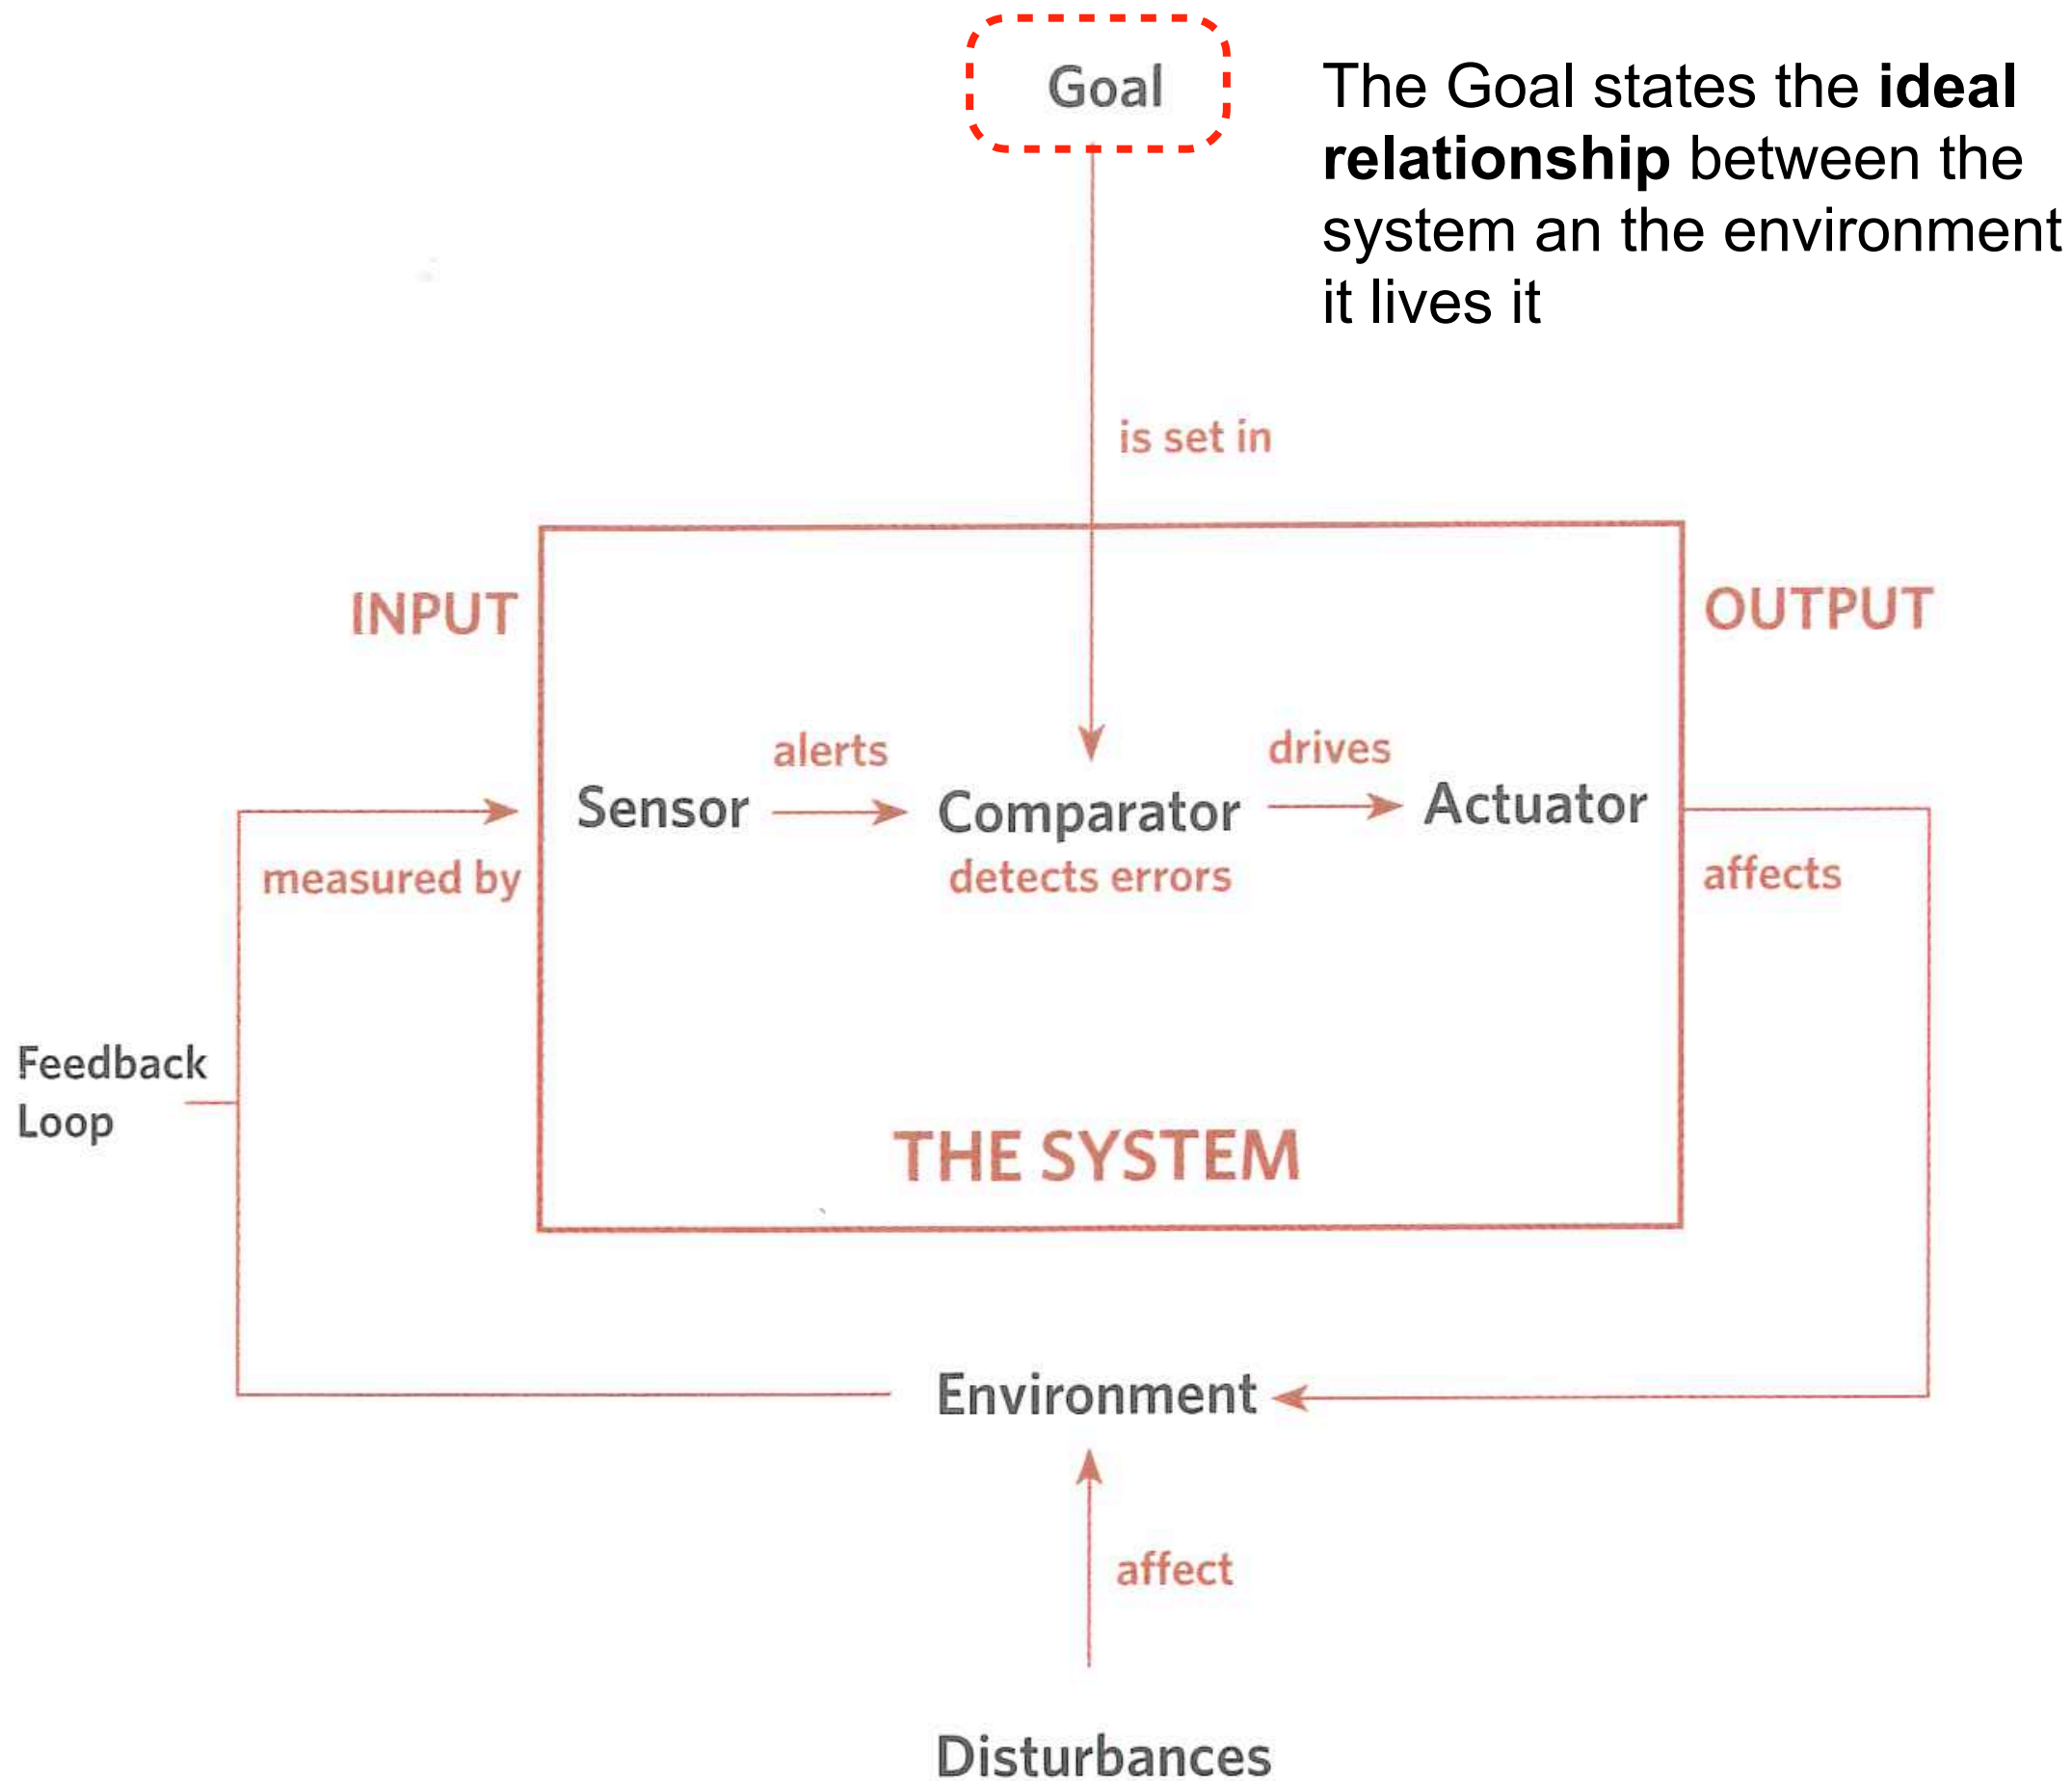 Goal
The Goal states the ideal
relationship between the
system an the environment
it lives it
is set in
INPUT
OUTPUT
alerts
drives
Sensor
Comparator
Actuator
measured by
detects errors
affects
Feedback
Loop
THE SYSTEM
Environment
affect
Disturbances